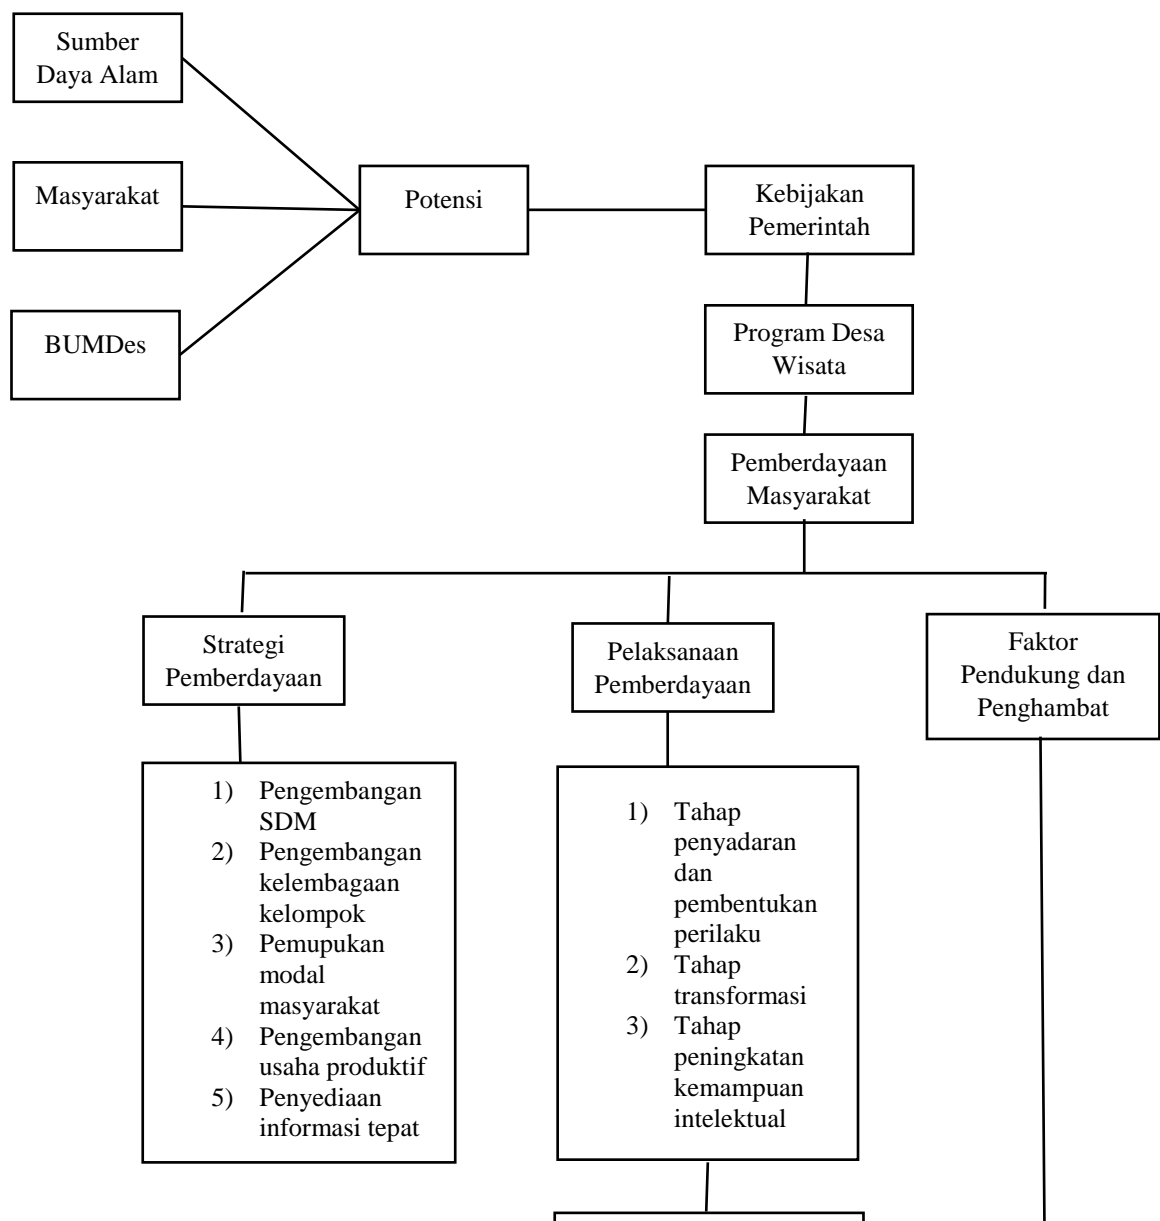 Sumber
Daya Alam
Masyarakat
Potensi
Kebijakan
Pemerintah
BUMDes
Program Desa
Wisata
Pemberdayaan
Masyarakat
Strategi
Pemberdayaan
Pelaksanaan
Pemberdayaan
Faktor
Pendukung dan
Penghambat
1) Pengembangan
SDM
2) Pengembangan
kelembagaan
kelompok
3) Pemupukan
modal
masyarakat
4) Pengembangan
usaha produktif
5) Penyediaan
informasi tepat
1) Tahap
penyadaran
dan
pembentukan
perilaku
2) Tahap
transformasi
3) Tahap
peningkatan
kemampuan
intelektual